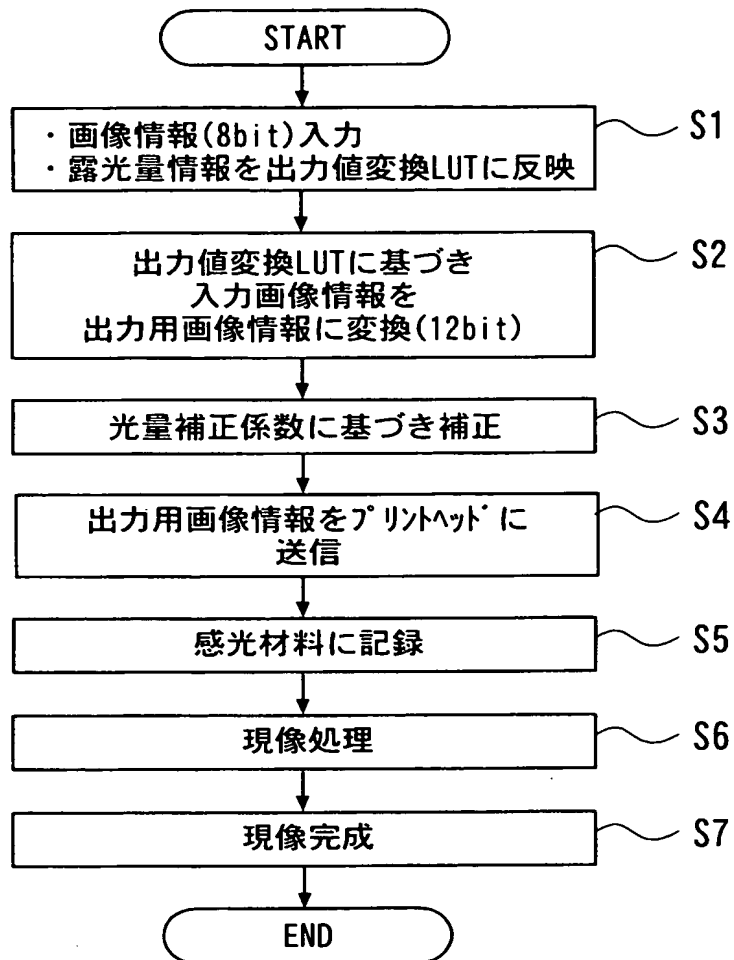 START
・画像情報(8bit)入力
・露光量情報を出力値変換LUTに反映
S1
出力値変換LUTに基づき
入力画像情報を
出力用画像情報に変換(12bit)
S2
光量補正係数に基づき補正
S3
出力用画像情報をﾌﾟﾘﾝﾄﾍｯﾄﾞに
送信
S4
感光材料に記録
S5
現像処理
S6
現像完成
S7
END